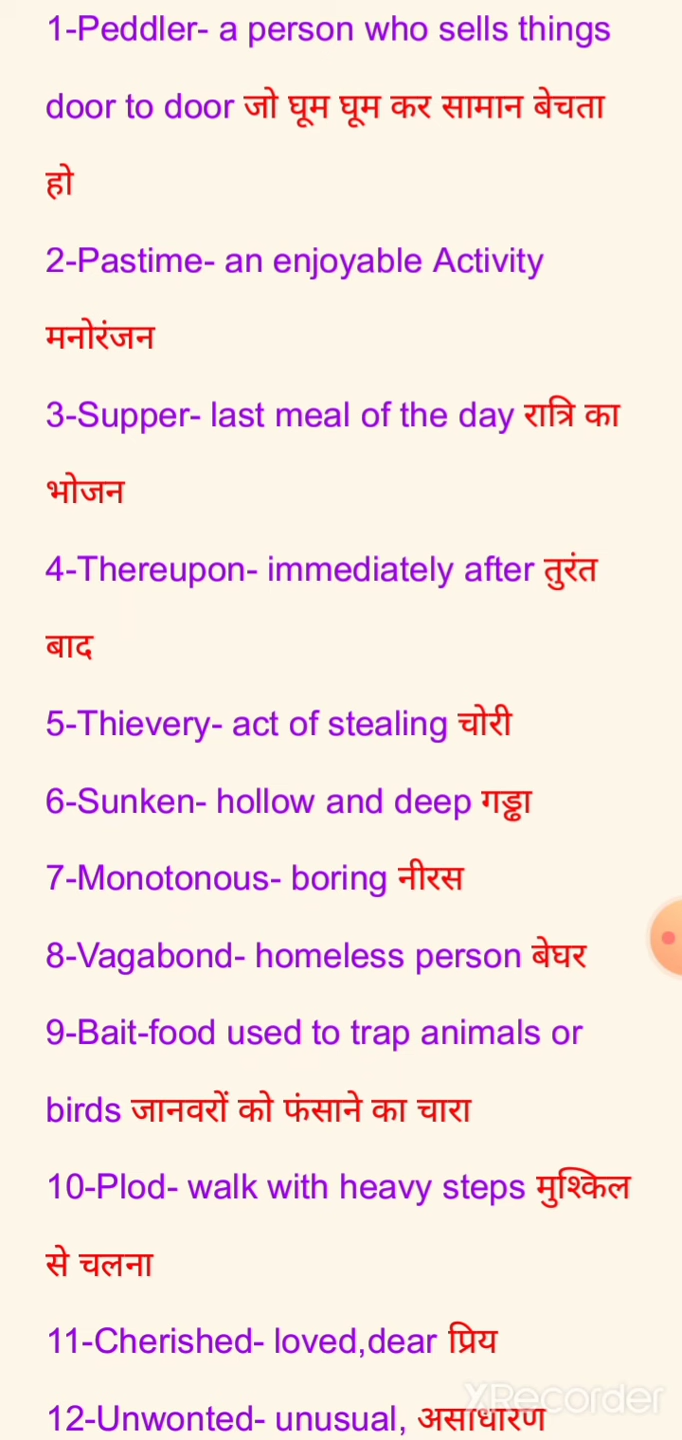 1-Peddler- a person who sells things
door to door जो घूम घूम कर सामान बेचता
हो
2-Pastime- an enjoyable Activity
मनोरंजन
3-Supper- last meal of the day रात्रि का
भोजन
4-Thereupon- immediately after तुरंत
बाद
5-Thievery- act of stealing चोरी
6-Sunken- hollow and deep गड्ढा
7-Monotonous- boring नीरस
8-Vagabond- homeless person बेघर
9-Bait-food used to trap animals or
birds जानवरों को फंसाने का चारा
10-Plod- walk with heavy steps मुश्किल
से चलना
11-Cherished- loved,dear प्रिय
XRecorder
12-Unwonted- unusual, असाधारण